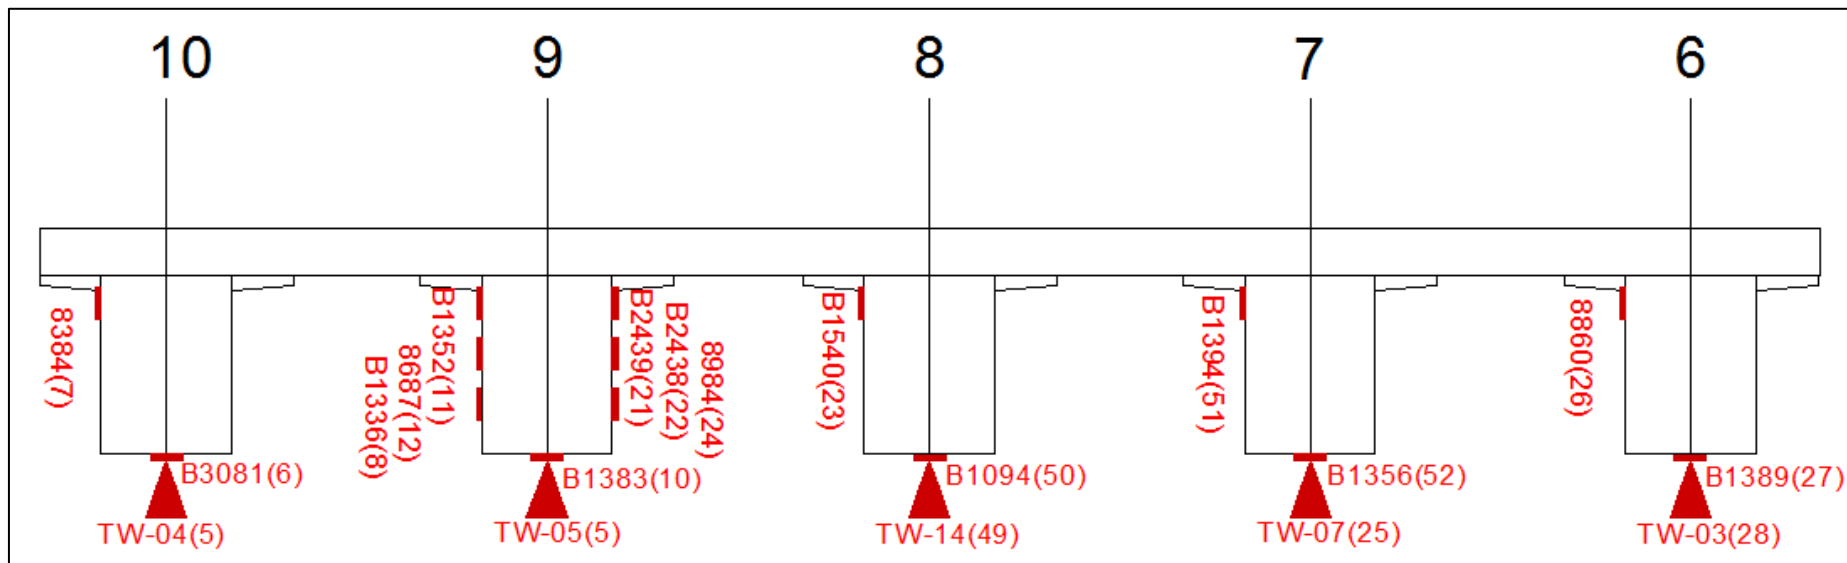 10
9
8
7
6
8384(7)
B1336(8)
8687(12)
B1352(11)
B2439(21)
B2438(22)
8984(24)
B1540(23)
B1394(51)
8860(26)
B3081(6)
B1383(10)
B1094(50)
B1356(52)
B1389(27)
TW-04(5)
TW-05(5)
TW-14(49)
TW-07(25)
TW-03(28)